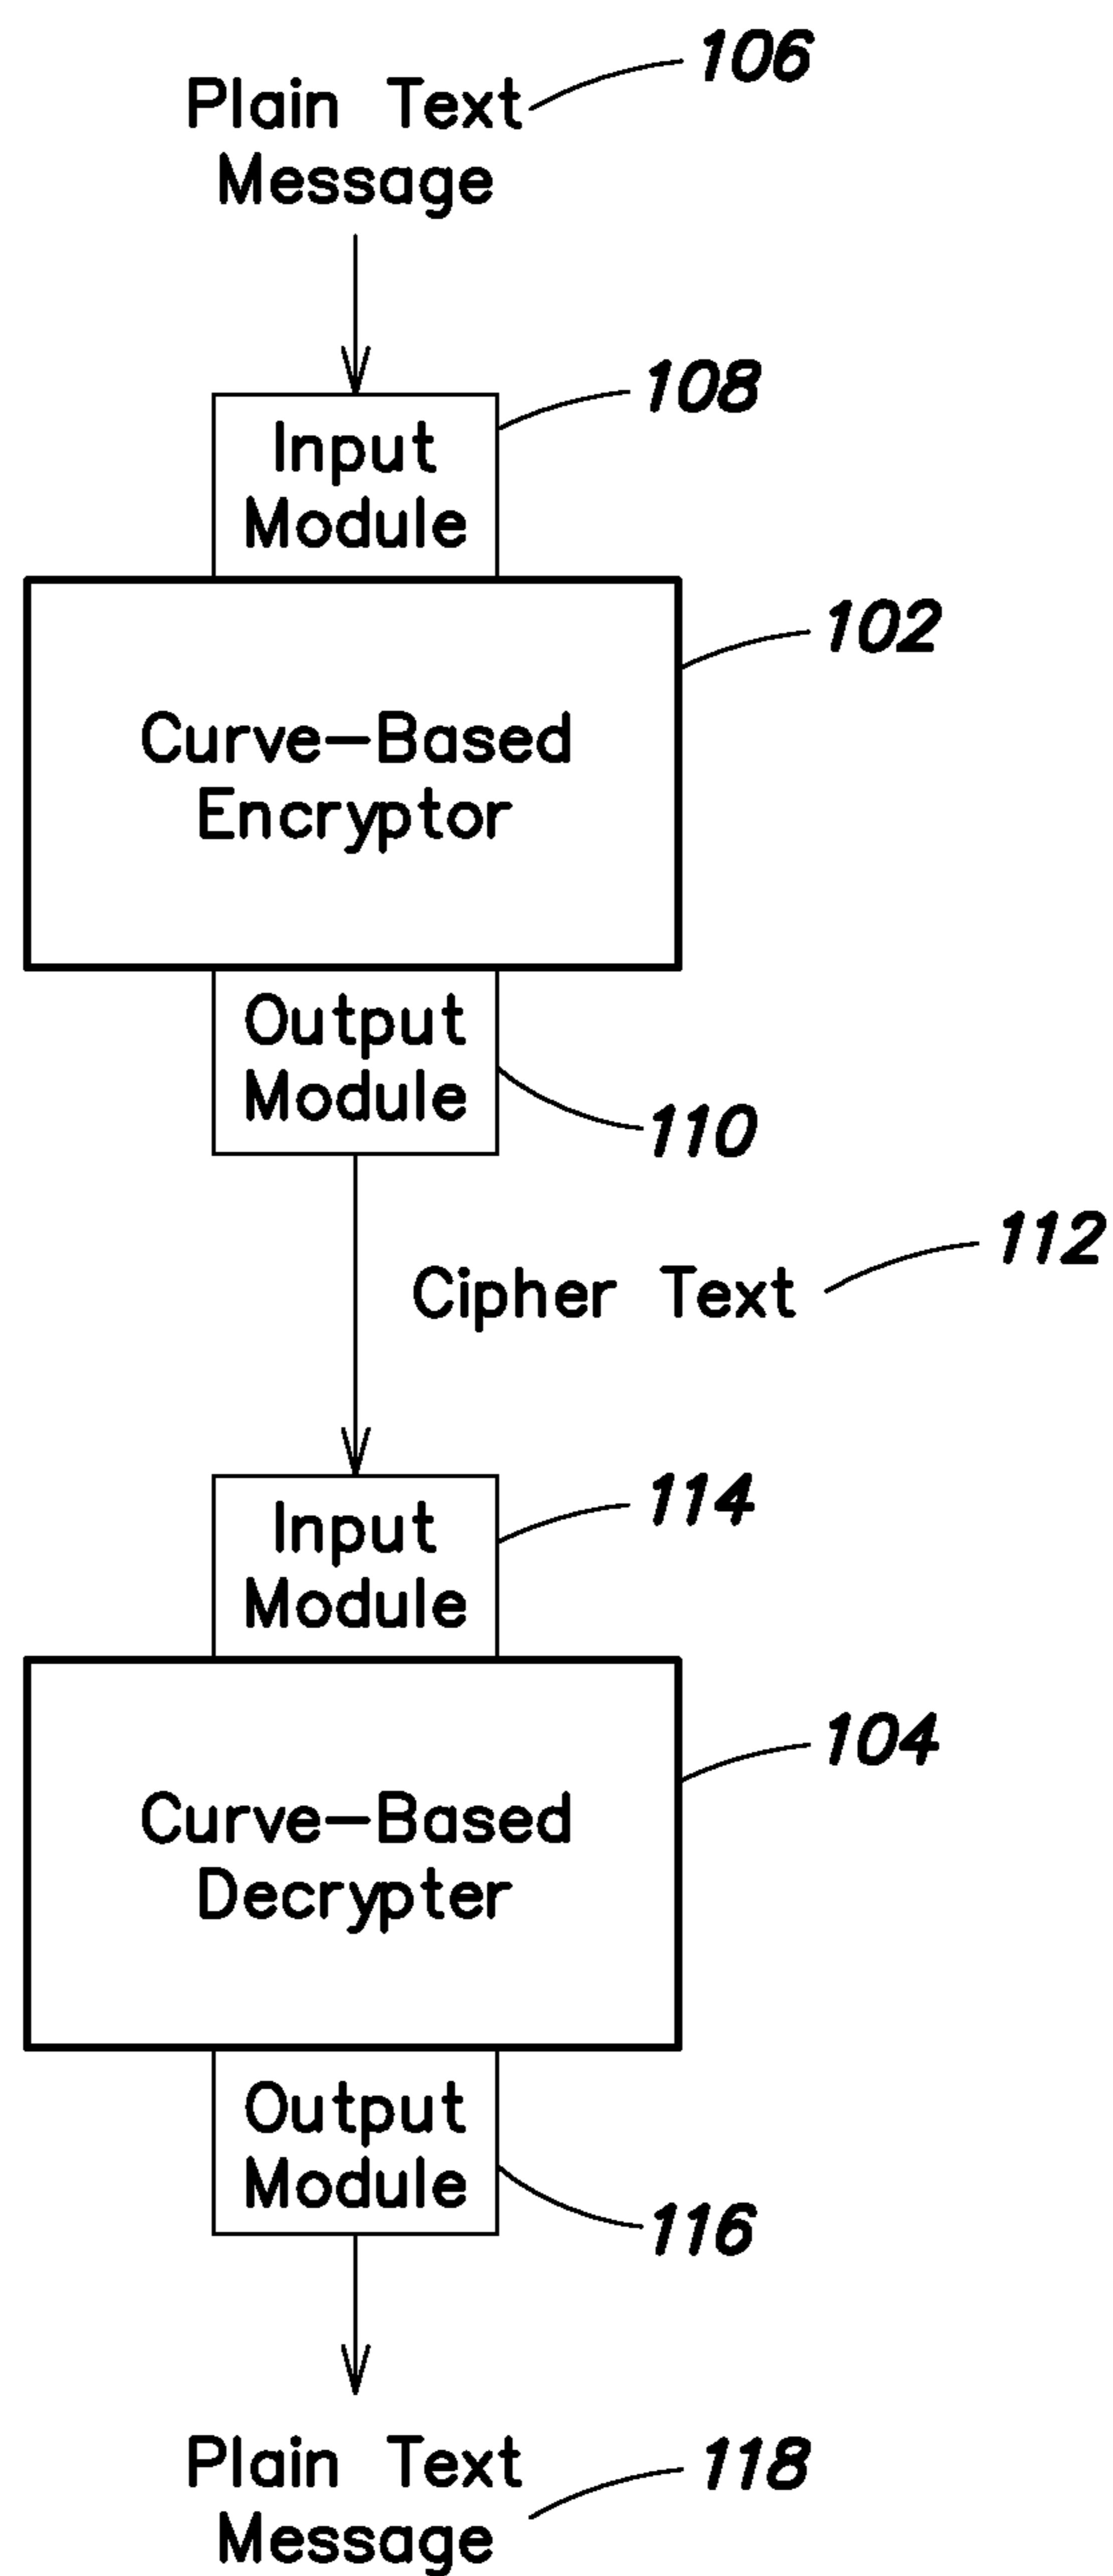 106
Plain Text
Message
108
Input
Module
102
Curve-Based
Encryptor
Output
Module
110
112
Cipher Text
114
Input
Module
104
Curve-Based
Decrypter
Output
Module
116
Plain Text
118
Message